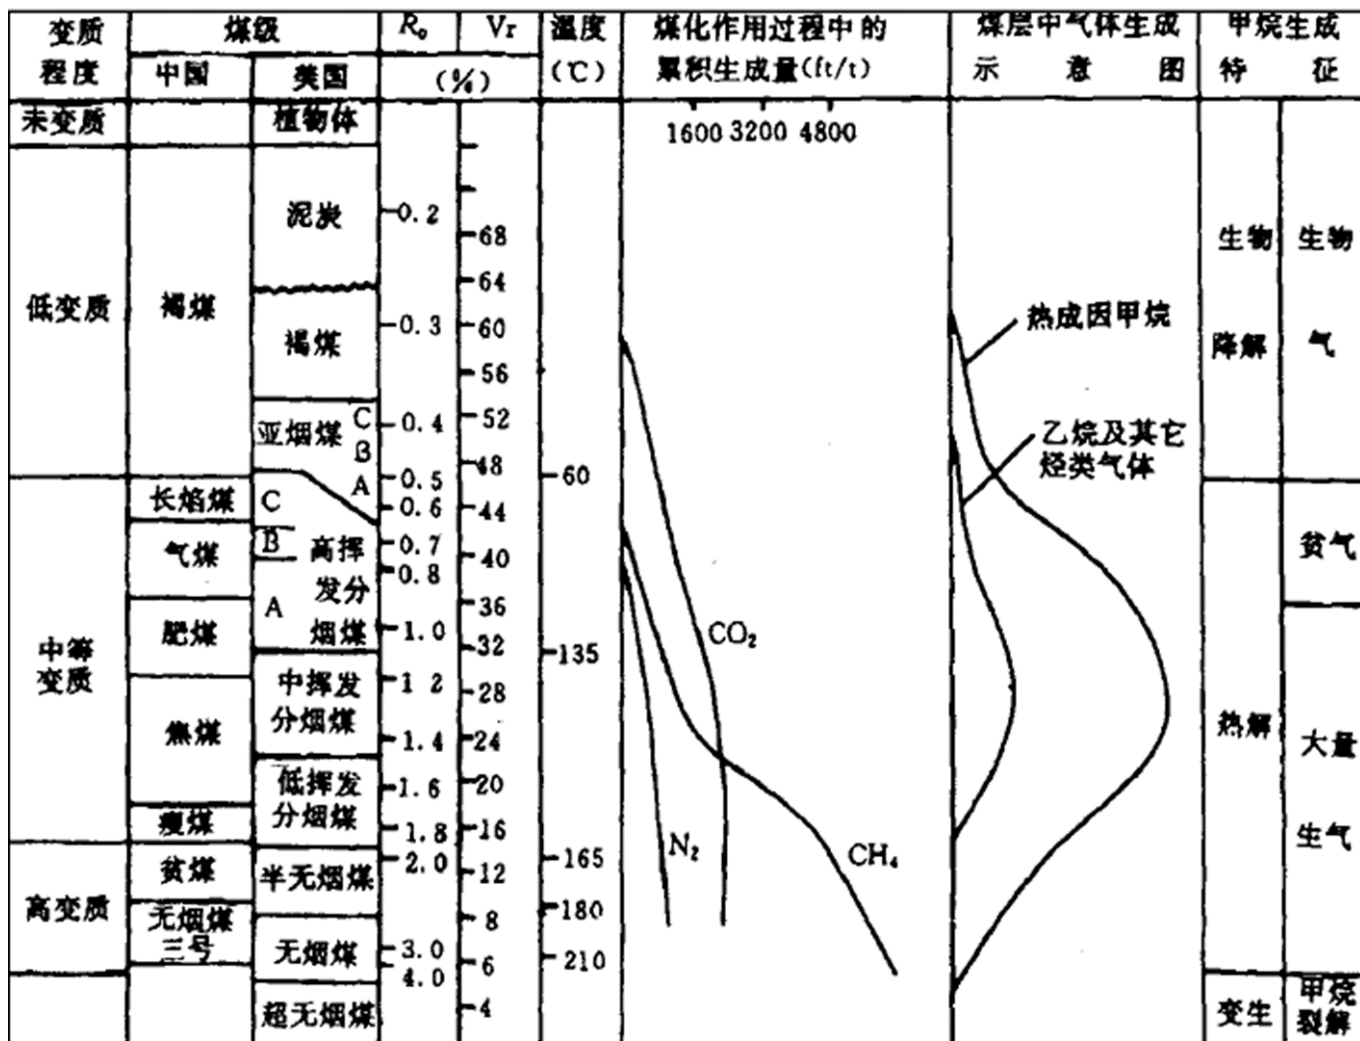 变质
程度
煤级
中国
美国
R₀
Vr
(%)
温度
(℃)
煤化作用过程中的
累积生成量(ft/t)
煤层中气体生成
示 意 图
甲烷生成
特 征
未变质
植物体
1600 3200 4800
低变质
褐煤
泥炭
褐煤
亚烟煤
C
B
A
0.2
0.3
0.4
0.5
0.6
0.7
0.8
1.0
1 2
1.4
1.6
1.8
2.0
3.0
4.0
68
64
60
56
52
48
44
40
36
32
28
24
20
16
12
8
6
4
60
135
165
180
210
中等
变质
长焰煤
气煤
肥煤
焦煤
瘦煤
C
B
A
高挥
发分
烟煤
中挥发
分烟煤
低挥发
分烟煤
高变质
贫煤
无烟煤
三号
半无烟煤
无烟煤
超无烟煤
CO₂
N₂
CH₄
热成因甲烷
乙烷及其它
烃类气体
生物
降解
生物
气
热解
贫气
大量
生气
变生
甲烷
裂解